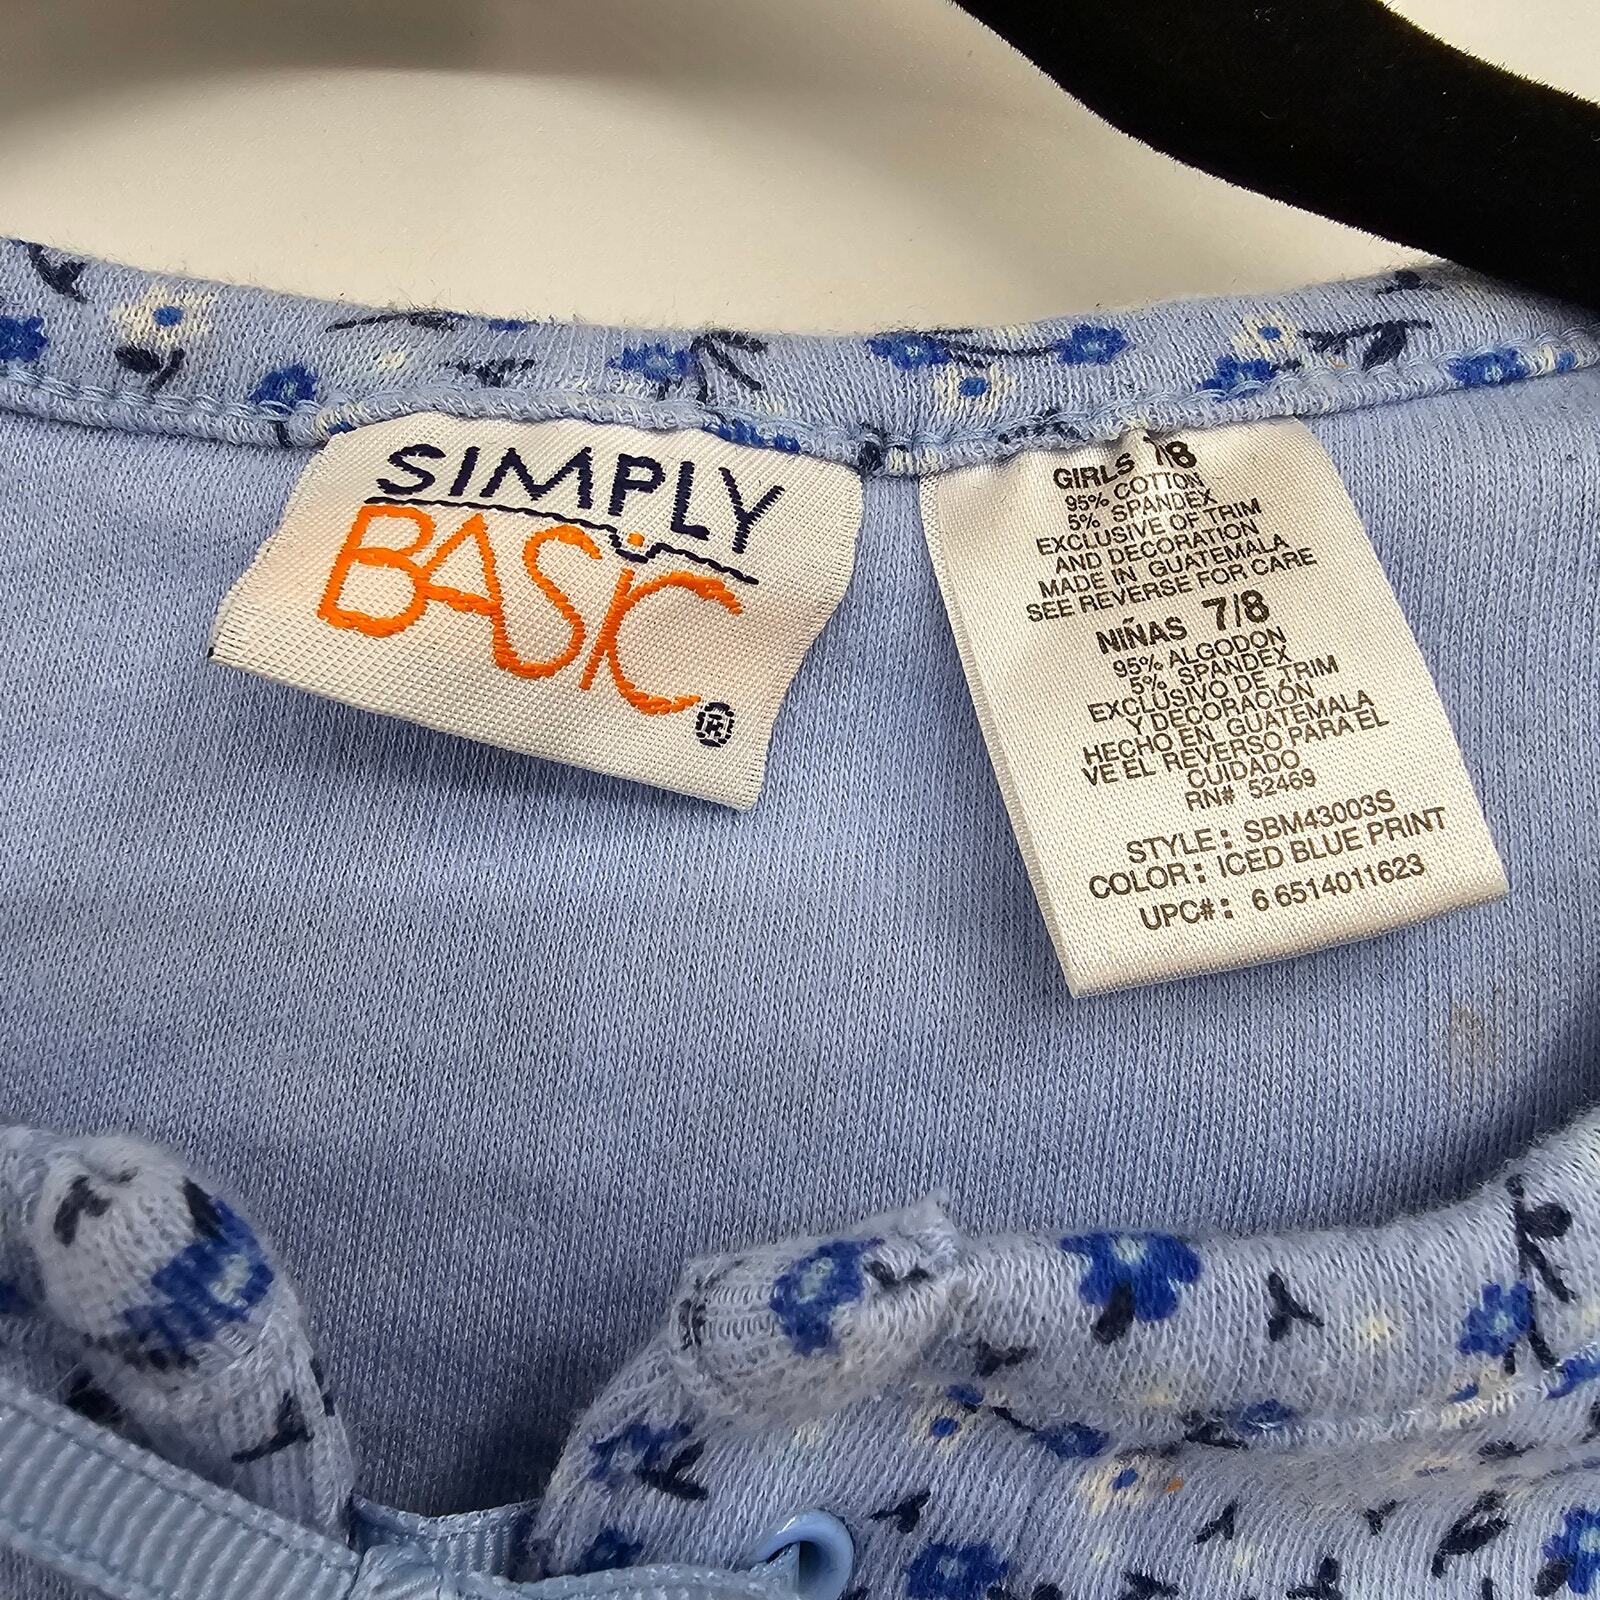 SIMPLY
BASIC
®
GIRLS 7/8
95% COTTON
5% SPANDEX
EXCLUSIVE OF TRIM
AND DECORATION
MADE IN GUATEMALA
SEE REVERSE FOR CARE
NIÑAS 7/8
95% ALGODON
5% SPANDEX
EXCLUSIVO DE TRIM
Y DECORACIÓN
HECHO EN GUATEMALA
VE EL REVERSO PARA EL
CUIDADO
RN# 52469
STYLE: SBM43003S
COLOR: ICED BLUE PRINT
UPC#: 6 6514011623